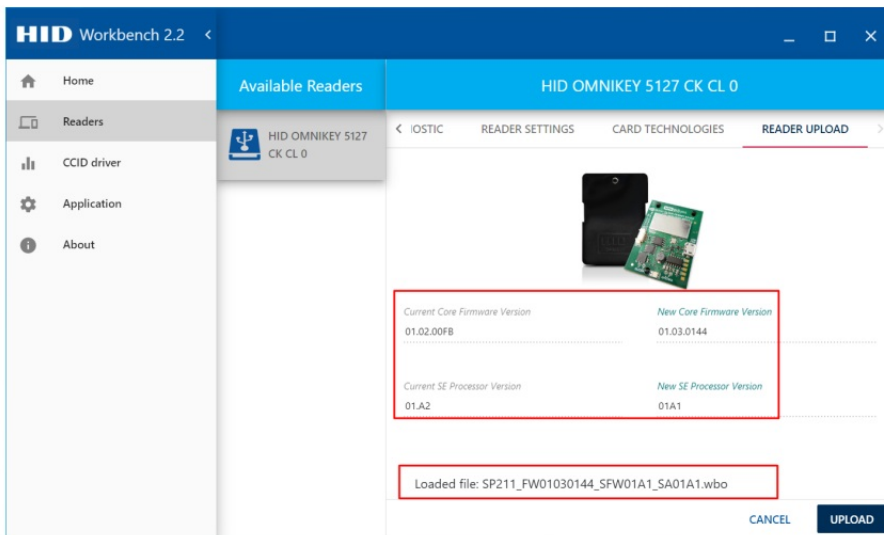 HID Workbench 2.2
Home
Readers
CCID driver
Application
About
Available Readers
HID OMNIKEY 5127
CK CL 0
HID OMNIKEY 5127 CK CL 0
IOSTIC READER SETTINGS CARD TECHNOLOGIES READER UPLOAD
Current Core Firmware Version New Core Firmware Version
01.02.00FB 01.03.0144
Current SE Processor Version New SE Processor Version
01.A2 01A1
Loaded file: SP211_FW01030144_SFW01A1_SA01A1.wbo
CANCEL UPLOAD